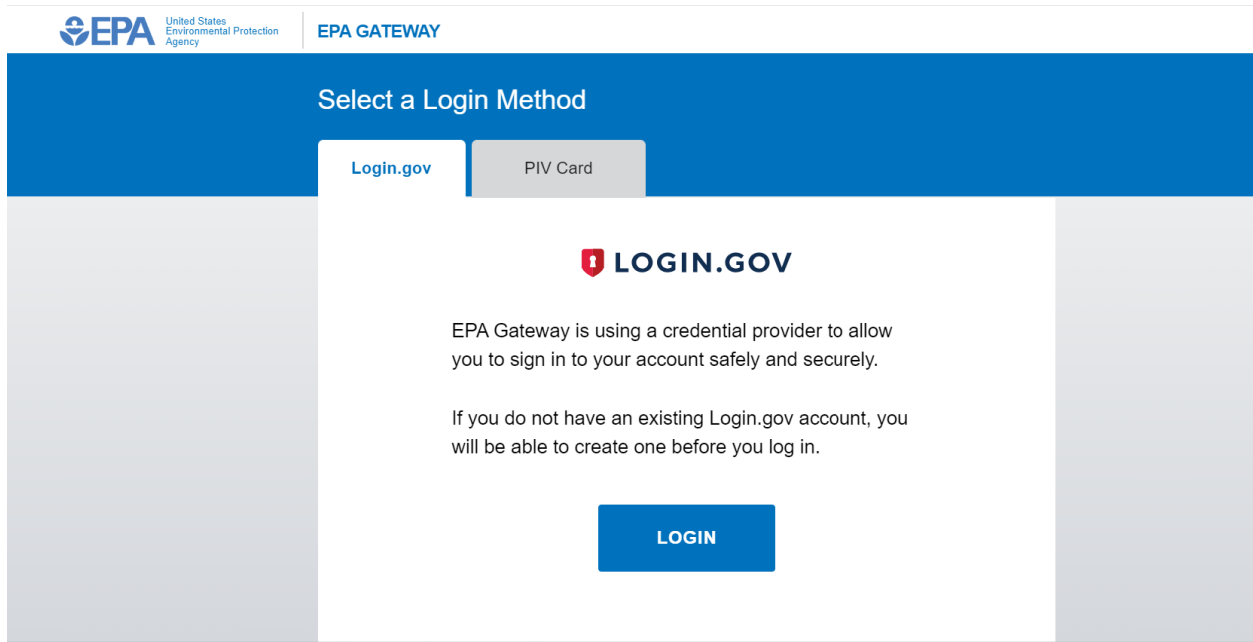 EPA
United States
Environmental Protection
Agency
EPA GATEWAY
Select a Login Method
Login.gov
PIV Card
LOGIN.GOV
EPA Gateway is using a credential provider to allow
you to sign in to your account safely and securely.
If you do not have an existing Login.gov account, you
will be able to create one before you log in.
LOGIN